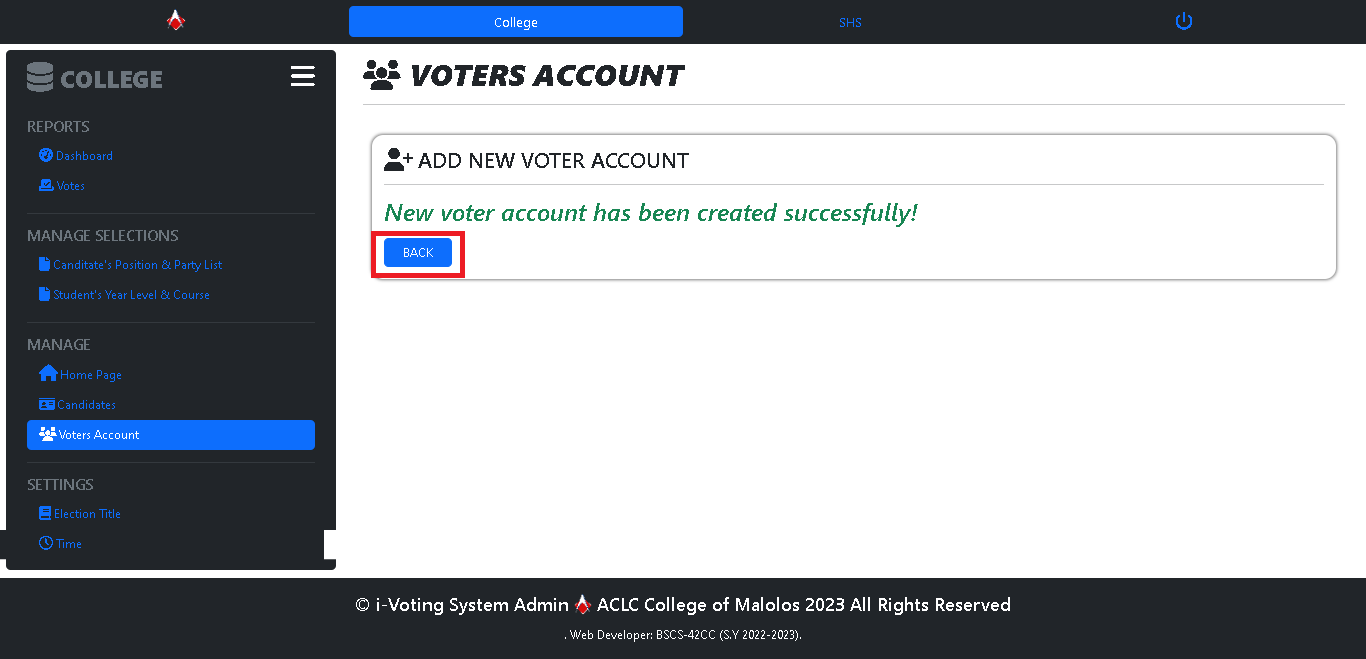 College
SHS
COLLEGE
REPORTS
Dashboard
Votes
MANAGE SELECTIONS
Canditate's Position & Party List
Student's Year Level & Course
MANAGE
Home Page
Candidates
Voters Account
SETTINGS
Election Title
Time
VOTERS ACCOUNT
ADD NEW VOTER ACCOUNT
New voter account has been created successfully!
BACK
© i-Voting System Admin ACLC College of Malolos 2023 All Rights Reserved
. Web Developer: BSCS-42CC (S.Y 2022-2023).